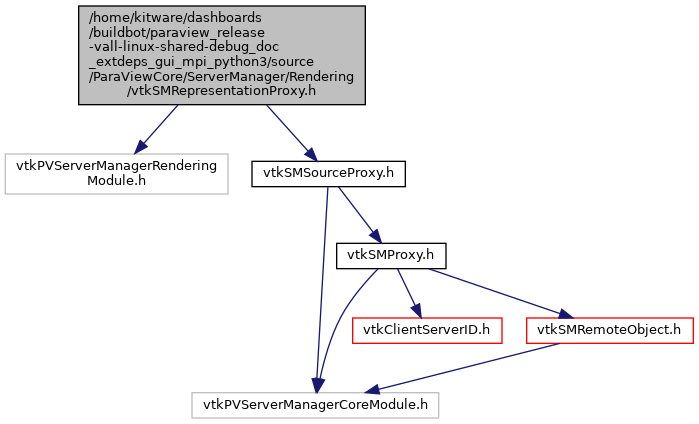 /home/kitware/dashboards
/buildbot/paraview_release
-vall-linux-shared-debug_doc
_extdeps_gui_mpi_python3/source
/ParaViewCore/ServerManager/Rendering
/vtkSMRepresentationProxy.h
vtkPVServerManagerRendering
Module.h
vtkSMSourceProxy.h
vtkSMProxy.h
vtkClientServerID.h
vtkSMRemoteObject.h
vtkPVServerManagerCoreModule.h